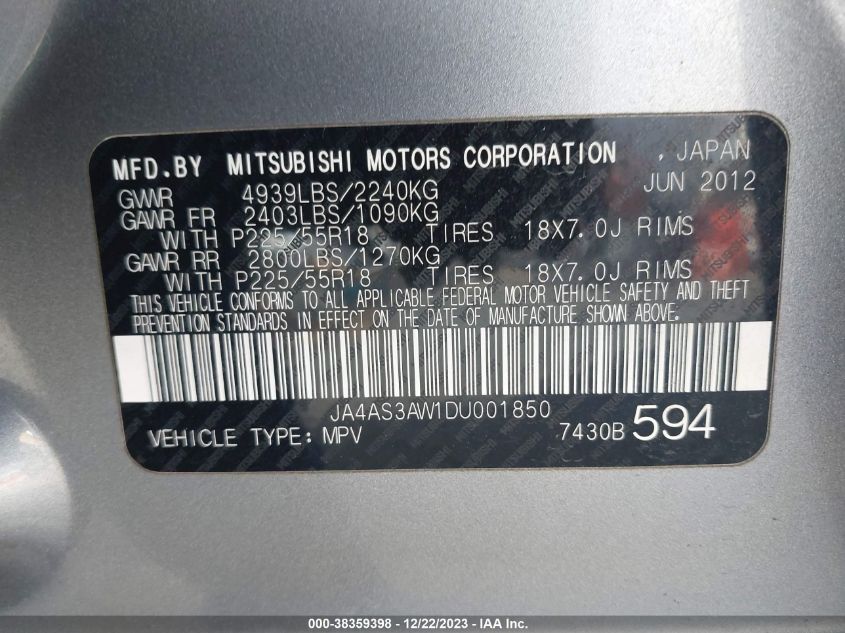 MFD.BY MITSUBISHI MOTORS CORPORATION , JAPAN
GVWR 4939LBS/2240KG JUN 2012
GAWR FR 2403LBS/1090KG
WITH P225/55R18 TIRES 18X7.0J RIMS
GAWR RR 2800LBS/1270KG
WITH P225/55R18 TIRES 18X7.0J RIMS
THIS VEHICLE CONFORMS TO ALL APPLICABLE FEDERAL MOTOR VEHICLE SAFETY AND THEFT
PREVENTION STANDARDS IN EFFECT ON THE DATE OF MANUFACTURE SHOWN ABOVE.
JA4AS3AW1DU001850
VEHICLE TYPE: MPV 7430B 594
000-38359398 - 12/22/2023 - IAA Inc.